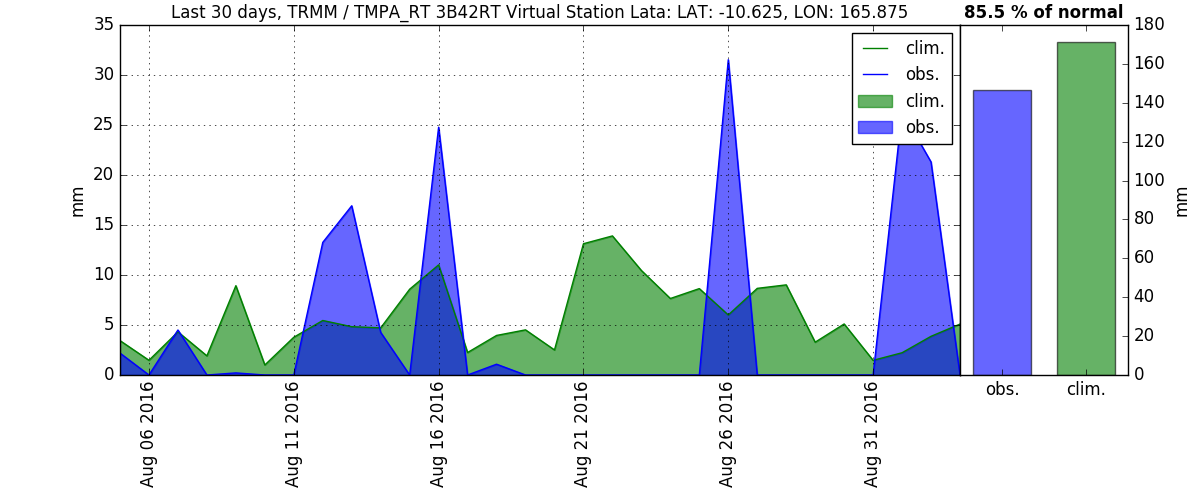 Last 30 days, TRMM / TMPA_RT 3B42RT Virtual Station Lata: LAT: -10.625, LON: 165.875
85.5 % of normal
35
30
25
20
15
10
5
0
mm
clim.
obs.
clim.
obs.
180
160
140
120
100
80
60
40
20
0
mm
Aug 06 2016
Aug 11 2016
Aug 16 2016
Aug 21 2016
Aug 26 2016
Aug 31 2016
obs.
clim.